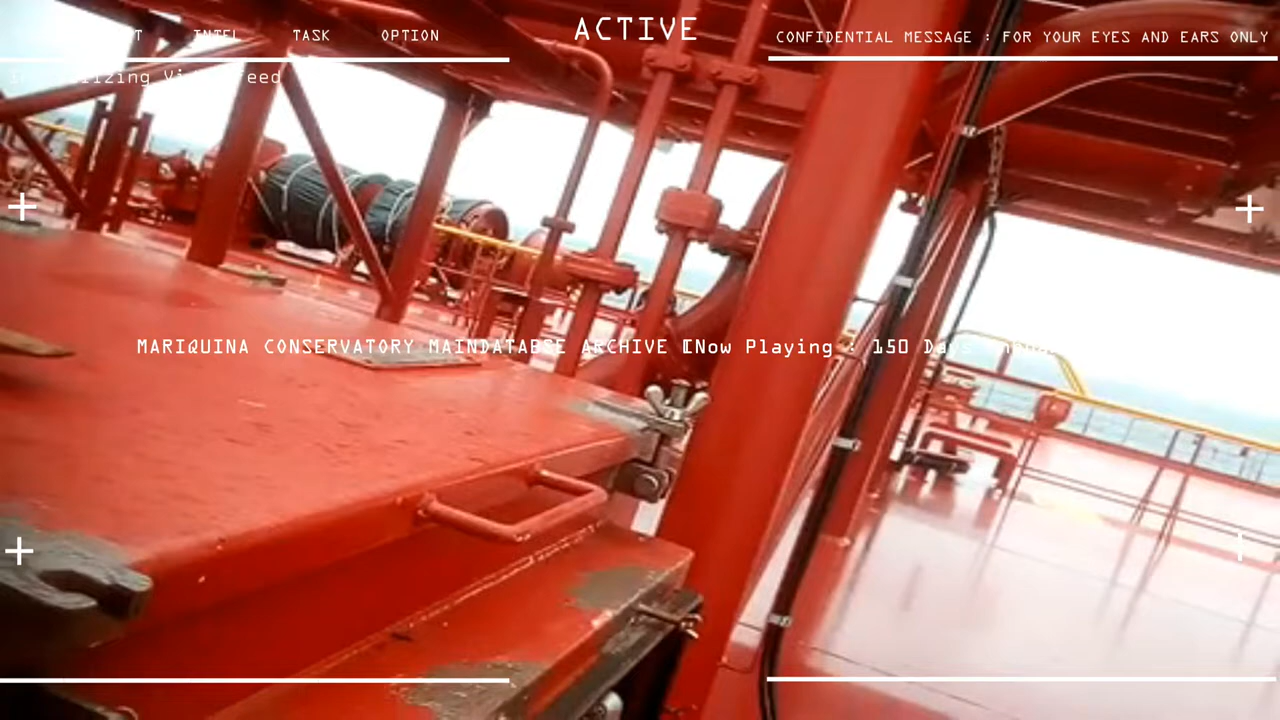 INTEL TASK OPTION
ACTIVE
CONFIDENTIAL MESSAGE : FOR YOUR EYES AND EARS ONLY
MARIQUINA CONSERVATORY MAINDATABSE ARCHIVE [Now Playing : 150 Days